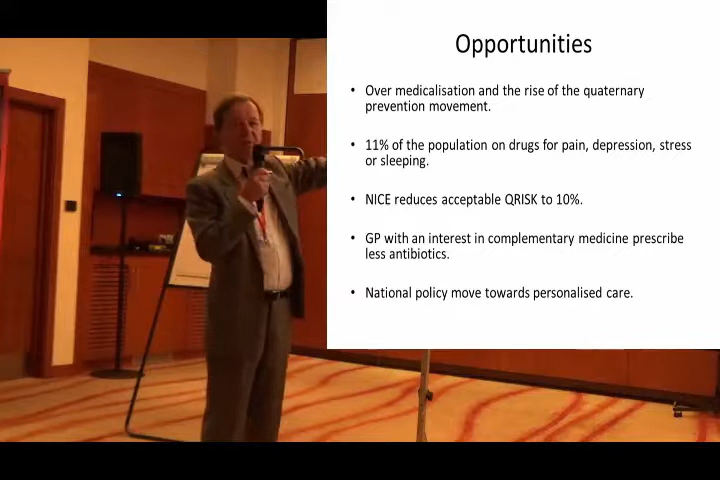 Opportunities
• Over medicalisation and the rise of the quaternary
prevention movement.
• 11% of the population on drugs for pain, depression, stress
or sleeping.
• NICE reduces acceptable QRISK to 10%.
• GP with an interest in complementary medicine prescribe
less antibiotics.
• National policy move towards personalised care.